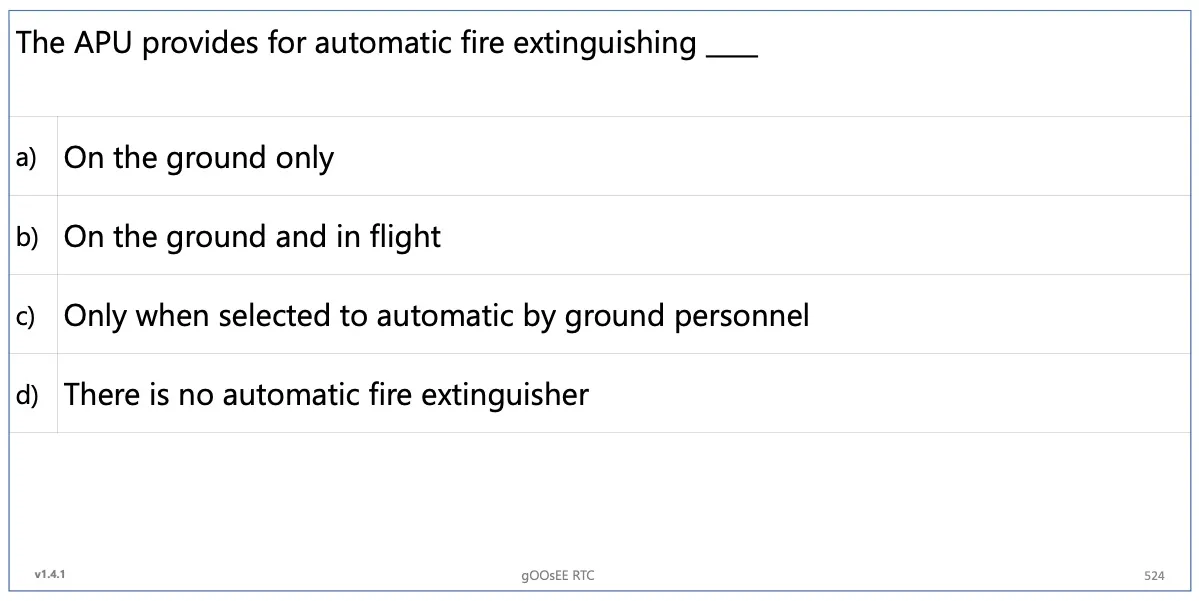 The APU provides for automatic fire extinguishing ____
a) On the ground only
b) On the ground and in flight
c) Only when selected to automatic by ground personnel
d) There is no automatic fire extinguisher
v1.4.1 gOOsEE RTC 524